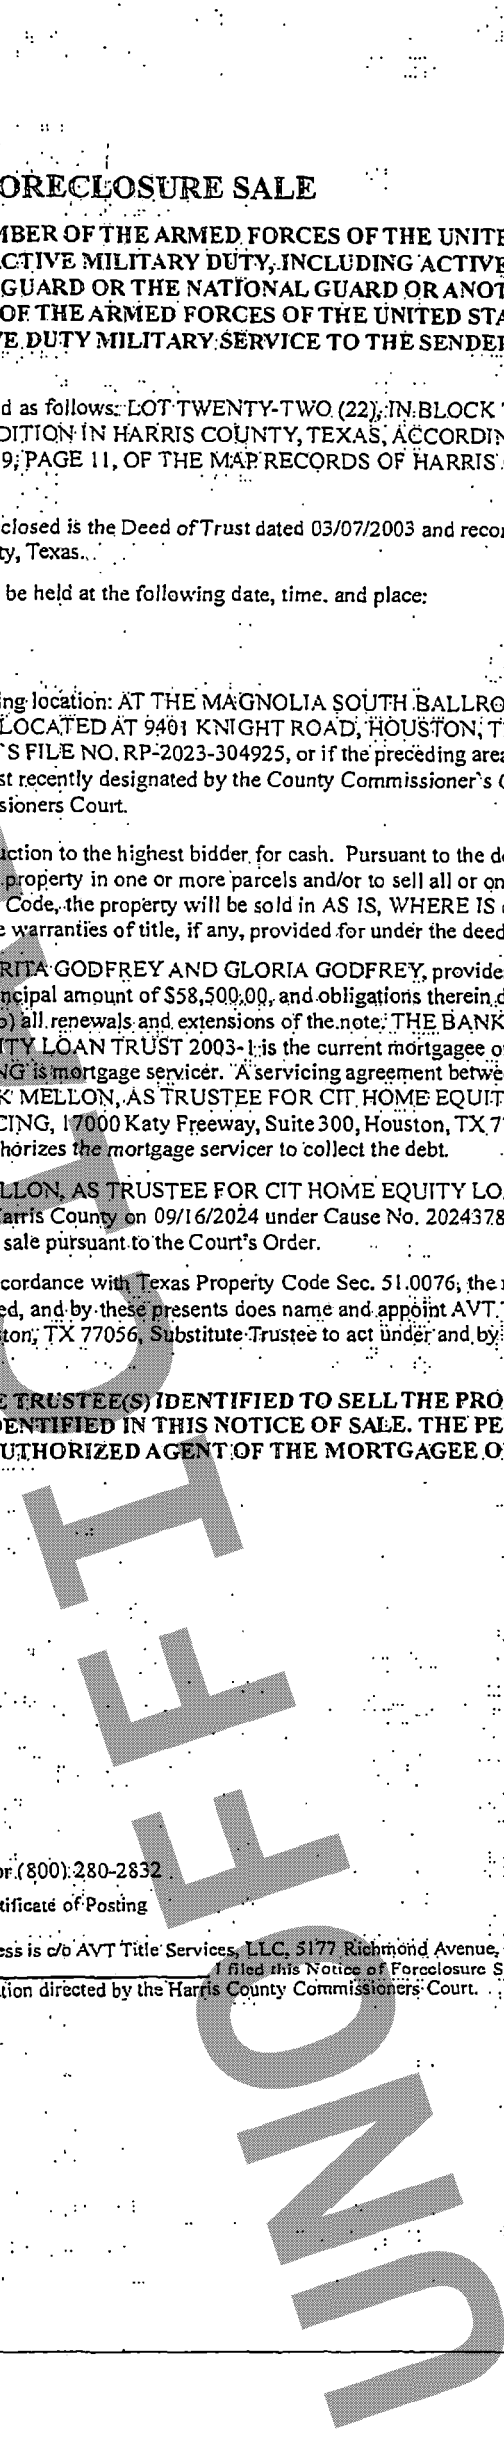 ORECLOSURE SALE
MBER OF THE ARMED FORCES OF THE UNITE
CTIVE MILITARY DUTY, INCLUDING ACTIVE
GUARD OR THE NATIONAL GUARD OR ANOT
OF THE ARMED FORCES OF THE UNITED STA
E DUTY MILITARY SERVICE TO THE SENDER
d as follows: LOT TWENTY-TWO (22), IN BLOCK
DITION IN HARRIS COUNTY, TEXAS, ACCORDIN
9, PAGE 11, OF THE MAP RECORDS OF HARRIS
closed is the Deed of Trust dated 03/07/2003 and recor
ty, Texas.
be held at the following date, time, and place:
ing location: AT THE MAGNOLIA SOUTH BALLRO
LOCATED AT 9401 KNIGHT ROAD, HOUSTON, T
'S FILE NO. RP-2023-304925, or if the preceding area
st recently designated by the County Commissioner's C
sioners Court.
uction to the highest bidder for cash. Pursuant to the de
property in one or more parcels and/or to sell all or on
Code, the property will be sold in AS IS, WHERE IS
e warranties of title, if any, provided for under the deed
RITA GODFREY AND GLORIA GODFREY, provide
ncipal amount of $58,500.00, and obligations therein d
b) all renewals and extensions of the note. THE BANK
ITY LOAN TRUST 2003-1 is the current mortgagee o
NG is mortgage servicer. A servicing agreement betwe
K MELLON, AS TRUSTEE FOR CIT HOME EQUIT
CING, 17000 Katy Freeway, Suite 300, Houston, TX 7
horizes the mortgage servicer to collect the debt.
LLON, AS TRUSTEE FOR CIT HOME EQUITY LOA
arris County on 09/16/2024 under Cause No. 2024378
sale pursuant to the Court's Order.
cordance with Texas Property Code Sec. 51.0076, the
ed, and by these presents does name and appoint AVT
ton, TX 77056, Substitute Trustee to act under and by
E TRUSTEE(S) IDENTIFIED TO SELL THE PRO
DENTIFIED IN THIS NOTICE OF SALE. THE PE
UTHORIZED AGENT OF THE MORTGAGEE O
or (800) 280-2832
tificate of Posting
ess is c/o AVT Title Services, LLC, 5177 Richmond Avenue,
I filed this Notice of Foreclosure S
tion directed by the Harris County Commissioners Court.
UNOFFICIA